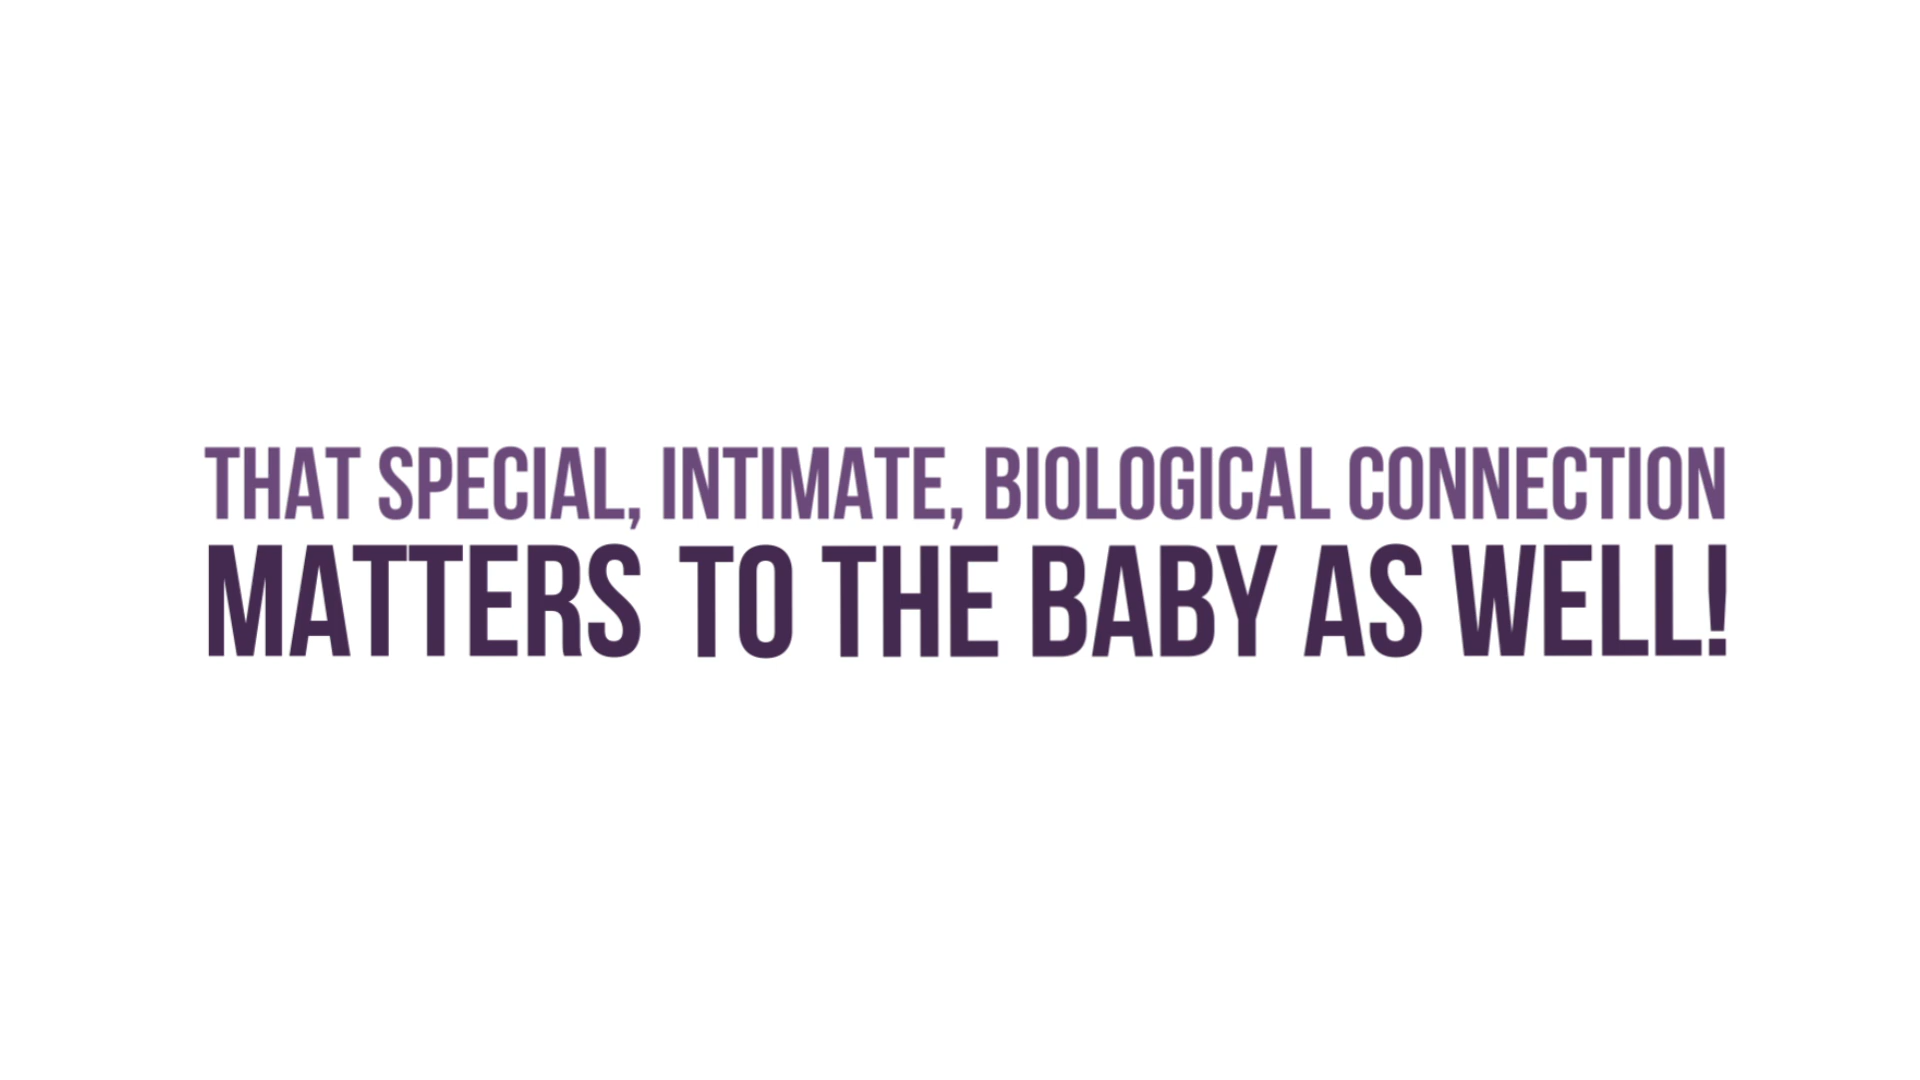 THAT SPECIAL, INTIMATE, BIOLOGICAL CONNECTION
MATTERS TO THE BABY AS WELL!